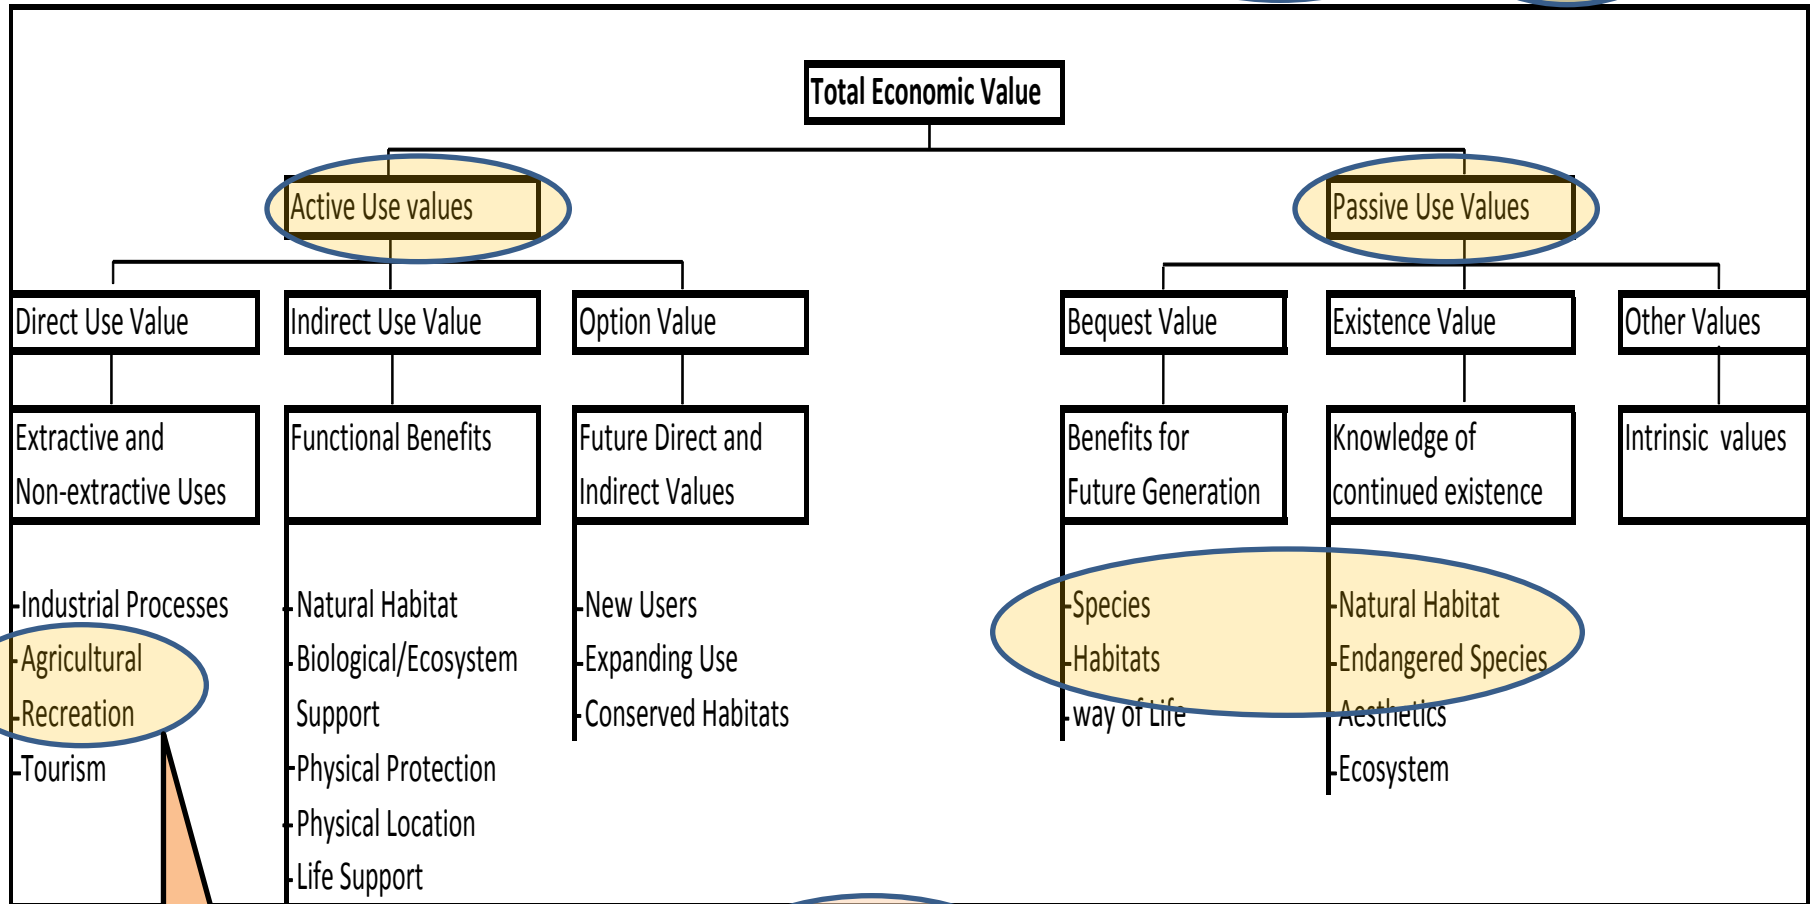 Total Economic Value
Active Use values
Passive Use Values
Direct Use Value
Indirect Use Value
Option Value
Bequest Value
Existence Value
Other Values
Extractive and
Non-extractive Uses
Functional Benefits
Future Direct and
Indirect Values
Benefits for
Future Generation
Knowledge of
continued existence
Intrinsic values
-Industrial Processes
-Agricultural
-Recreation
-Tourism
-Natural Habitat
-Biological/Ecosystem
Support
-Physical Protection
-Physical Location
-Life Support
-New Users
-Expanding Use
-Conserved Habitats
-Species
-Habitats
-way of Life
-Natural Habitat
-Endangered Species
-Aesthetics
-Ecosystem